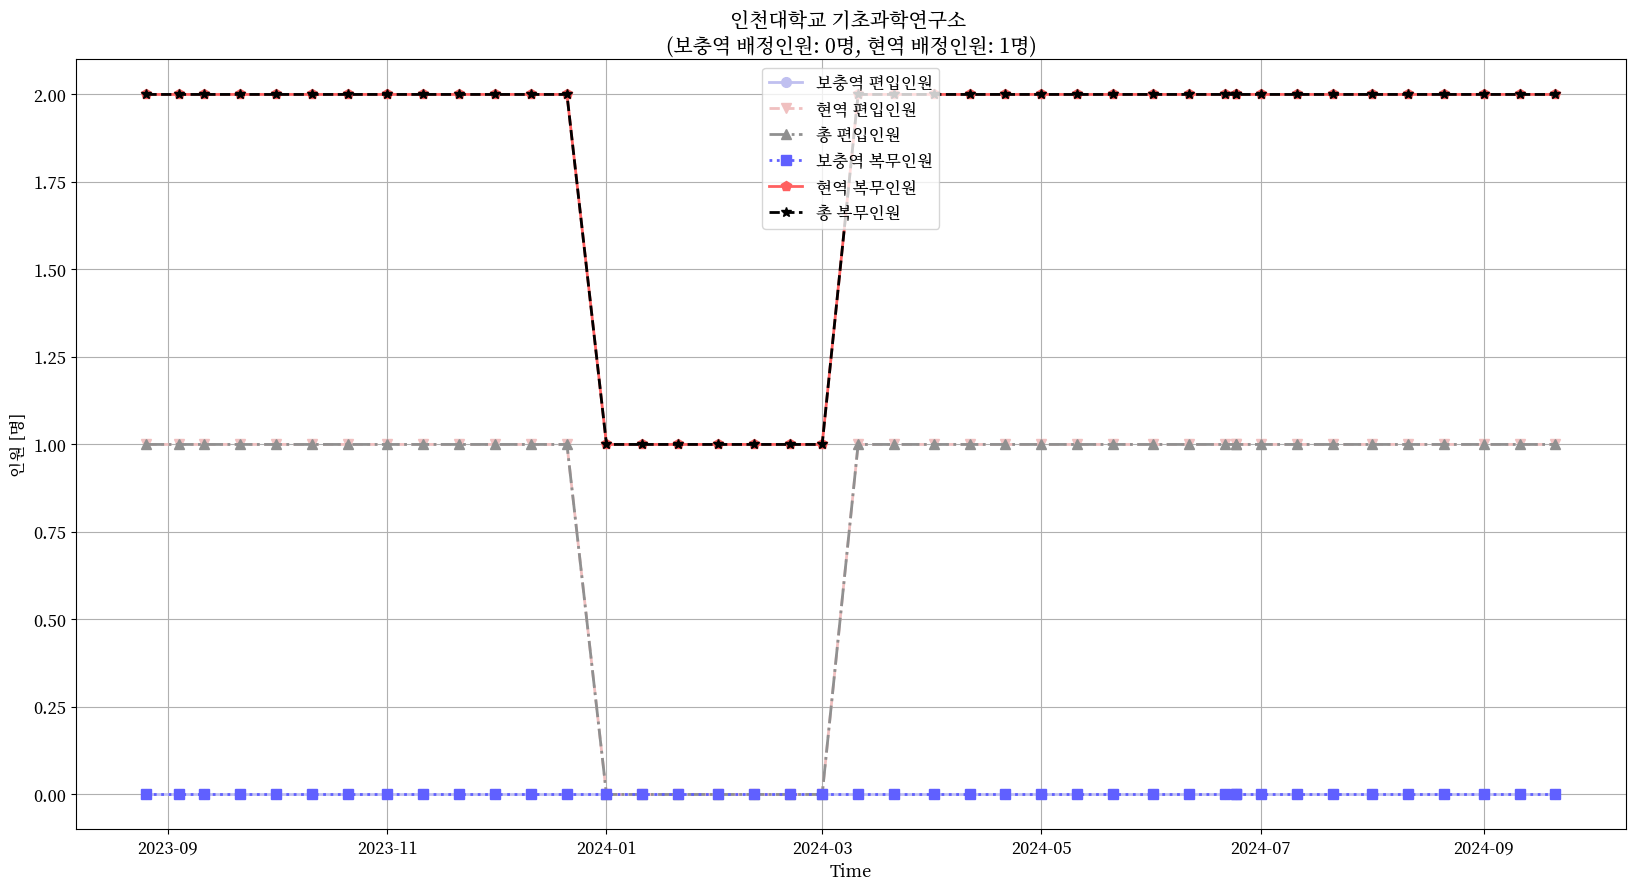 인천대학교 기초과학연구소
(보충역 배정인원: 0명, 현역 배정인원: 1명)
보충역 편입인원
현역 편입인원
총 편입인원
보충역 복무인원
현역 복무인원
총 복무인원
인원 [명]
2.00
1.75
1.50
1.25
1.00
0.75
0.50
0.25
0.00
2023-09
2023-11
2024-01
2024-03
2024-05
2024-07
2024-09
Time